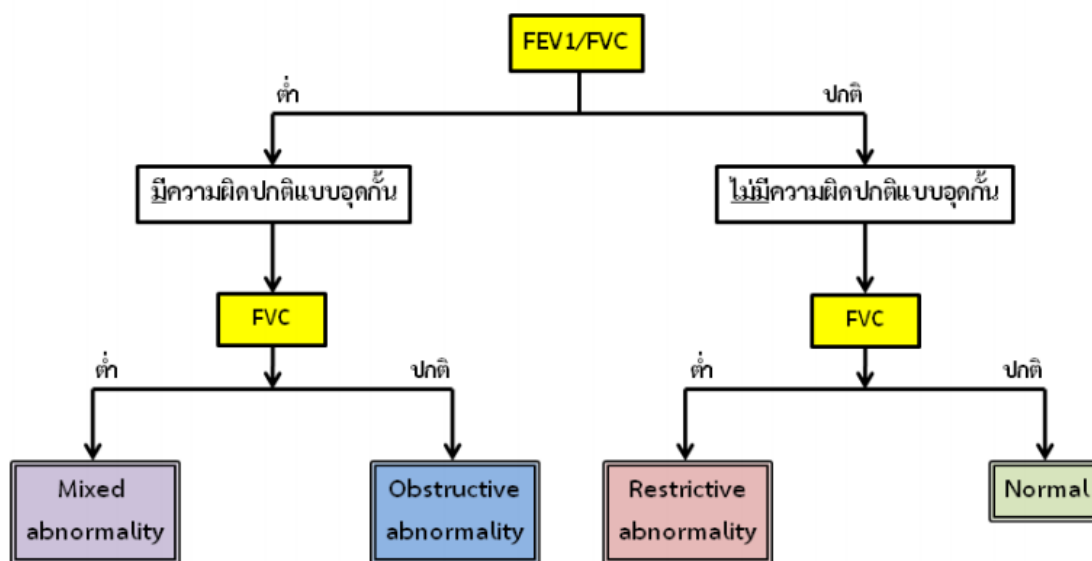 FEV1/FVC
ต่ำ
ปกติ
มีความผิดปกติแบบอุดกั้น
ไม่มีความผิดปกติแบบอุดกั้น
FVC
FVC
ต่ำ
ปกติ
ต่ำ
ปกติ
Mixed
abnormality
Obstructive
abnormality
Restrictive
abnormality
Normal